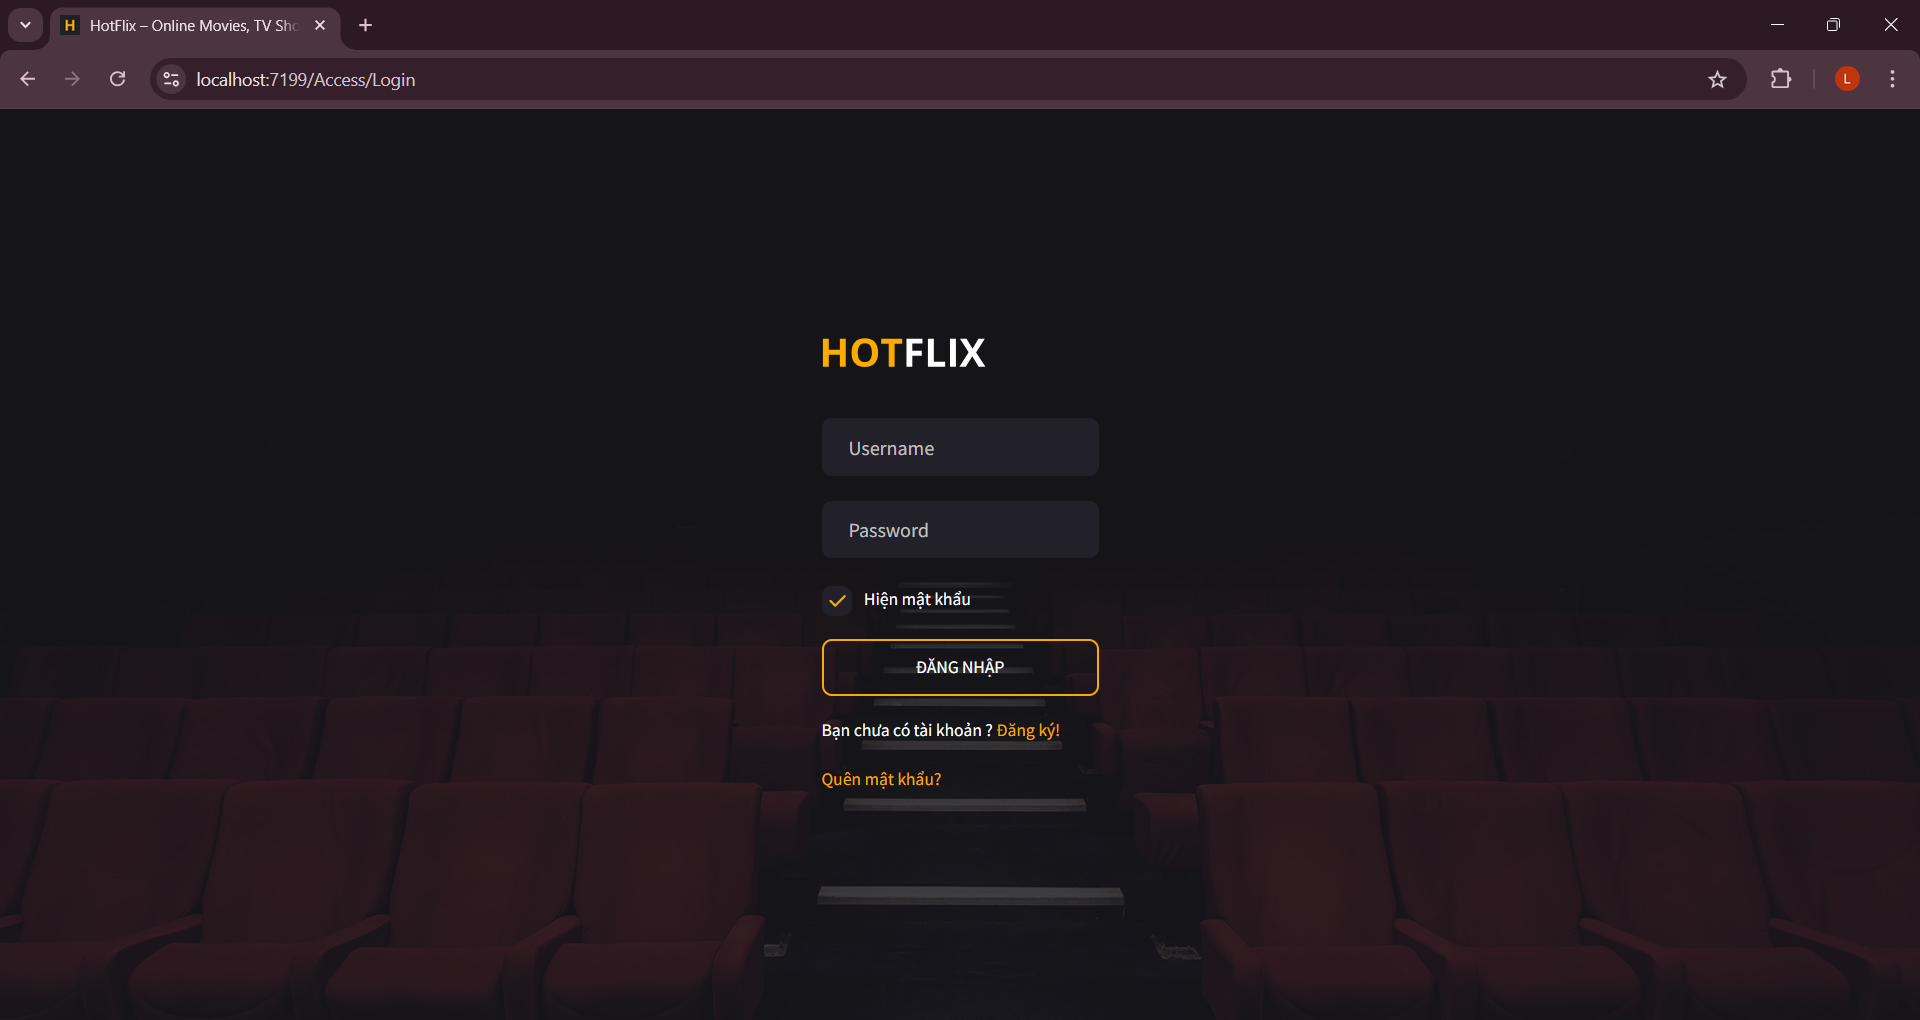 H HotFlix – Online Movies, TV Sho
localhost:7199/Access/Login
L
HOTFLIX
Username
Password
Hiện mật khẩu
ĐĂNG NHẬP
Bạn chưa có tài khoản ? Đăng ký!
Quên mật khẩu?